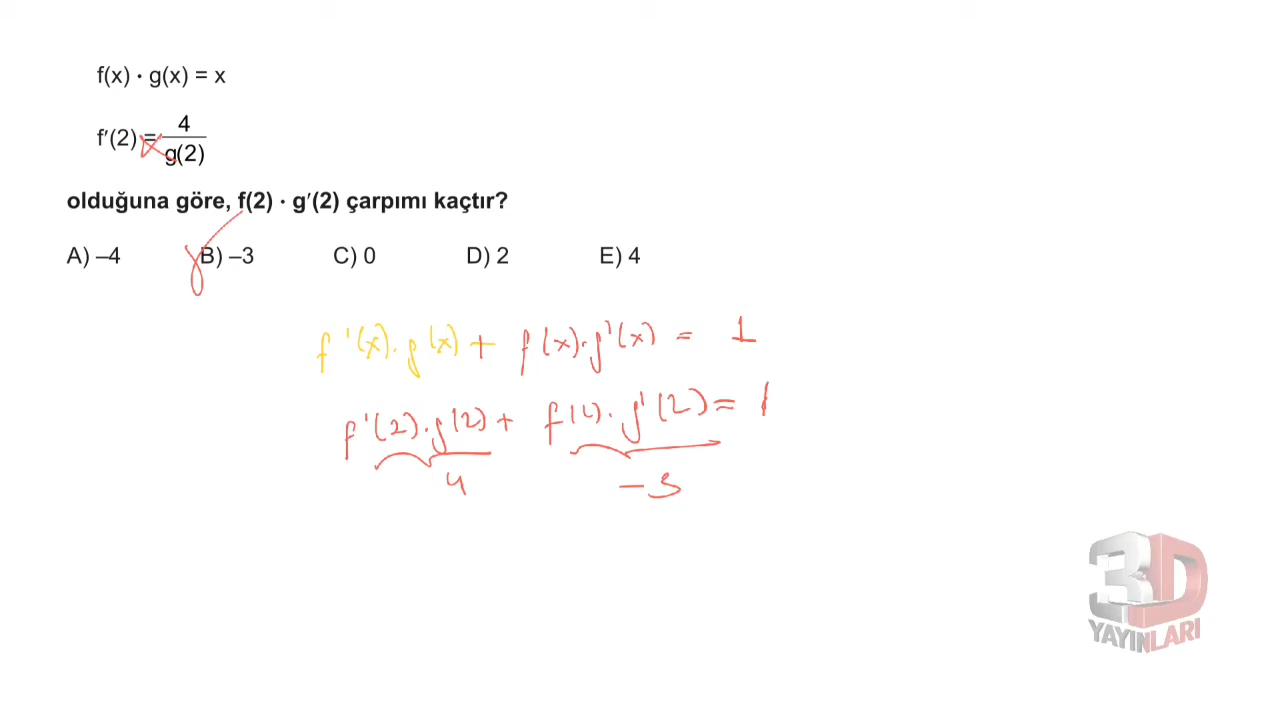 f(x) · g(x) = x
f′(2) = 4/g(2)
olduğuna göre, f(2) · g′(2) çarpımı kaçtır?
A) –4 B) –3 C) 0 D) 2 E) 4
f'(x).g(x) + f(x).g'(x) = 1
f'(2).g(2) + f(2).g'(2) = 1
4 -3
3D
YAYINLARI